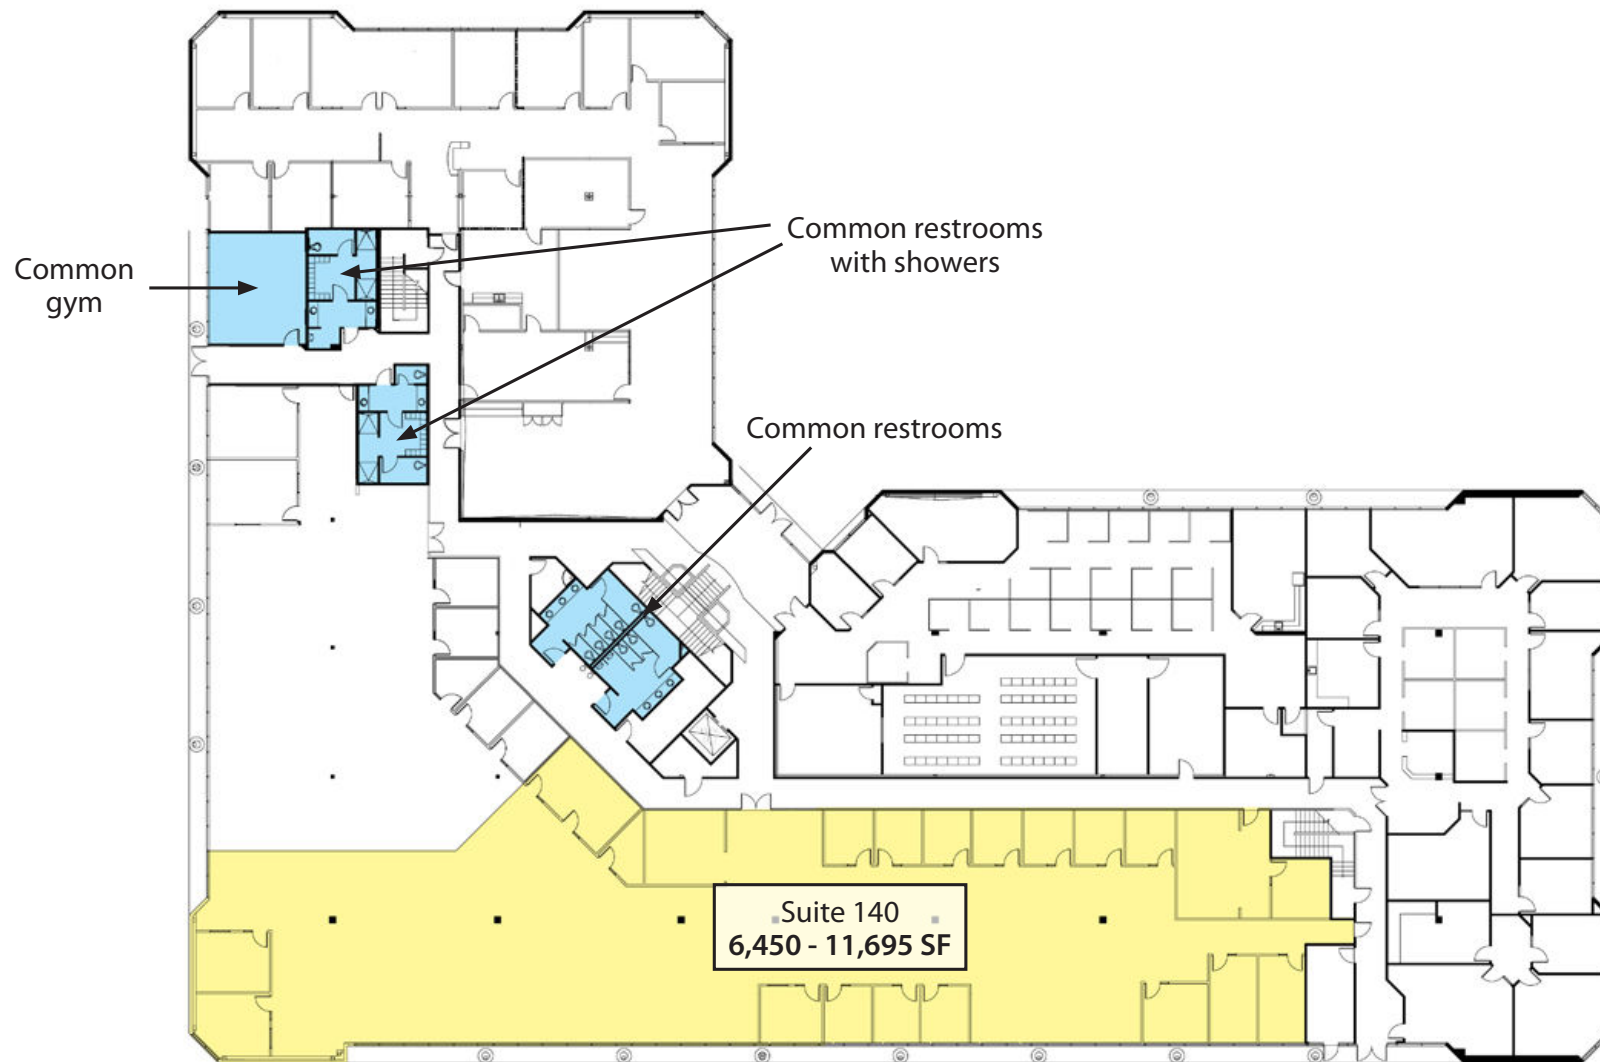 Common restrooms
with showers
Common
gym
Common restrooms
Suite 140
6,450 - 11,695 SF